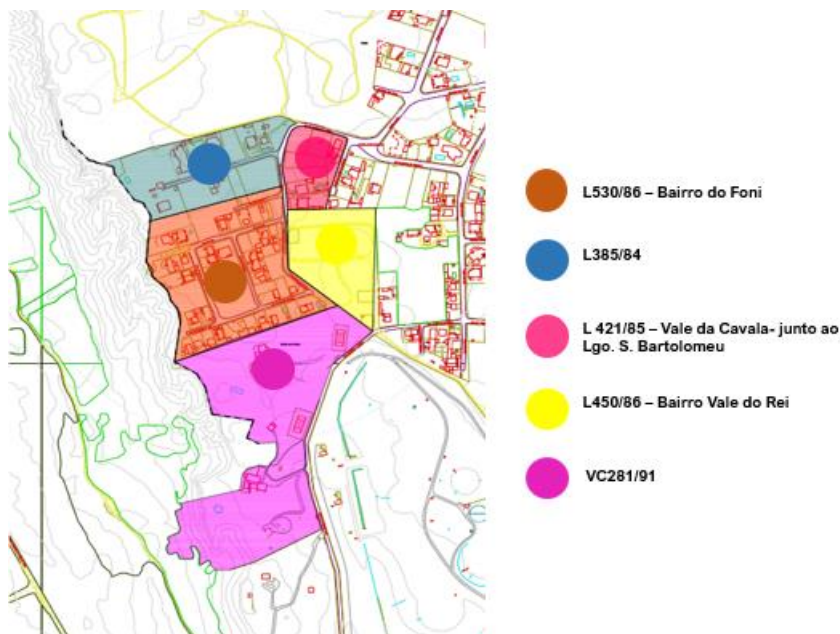 L530/86 – Bairro do Foni
L385/84
L 421/85 – Vale da Cavala- junto ao
Lgo. S. Bartolomeu
L450/86 – Bairro Vale do Rei
VC281/91